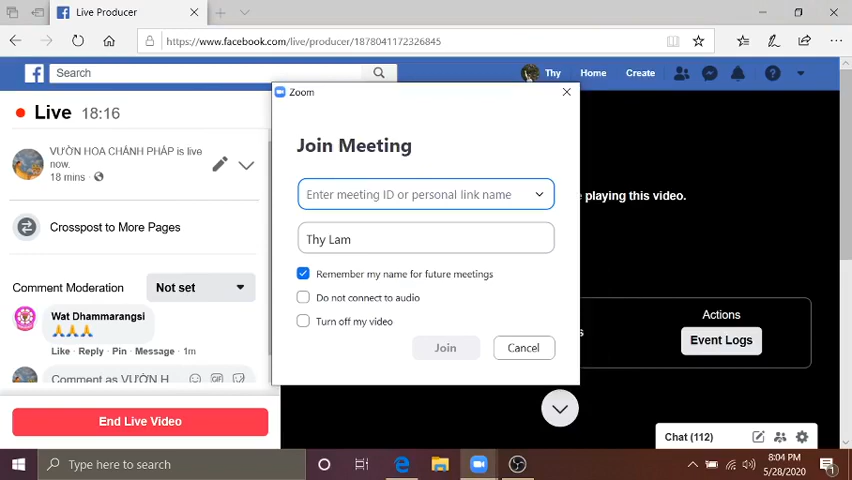 Live Producer
https://www.facebook.com/live/producer/1878041172326845
Search
Thy
Home
Create
Live 18:16
VƯỜN HOA CHÁNH PHÁP is live
now.
18 mins
Crosspost to More Pages
Comment Moderation
Not set
Wat Dhammarangsi
Like · Reply · Pin · Message · 1m
Comment as VƯỜN H
End Live Video
Zoom
Join Meeting
Enter meeting ID or personal link name
Thy Lam
Remember my name for future meetings
Do not connect to audio
Turn off my video
Join
Cancel
playing this video.
Actions
Event Logs
Chat (112)
Type here to search
8:04 PM
5/28/2020
1